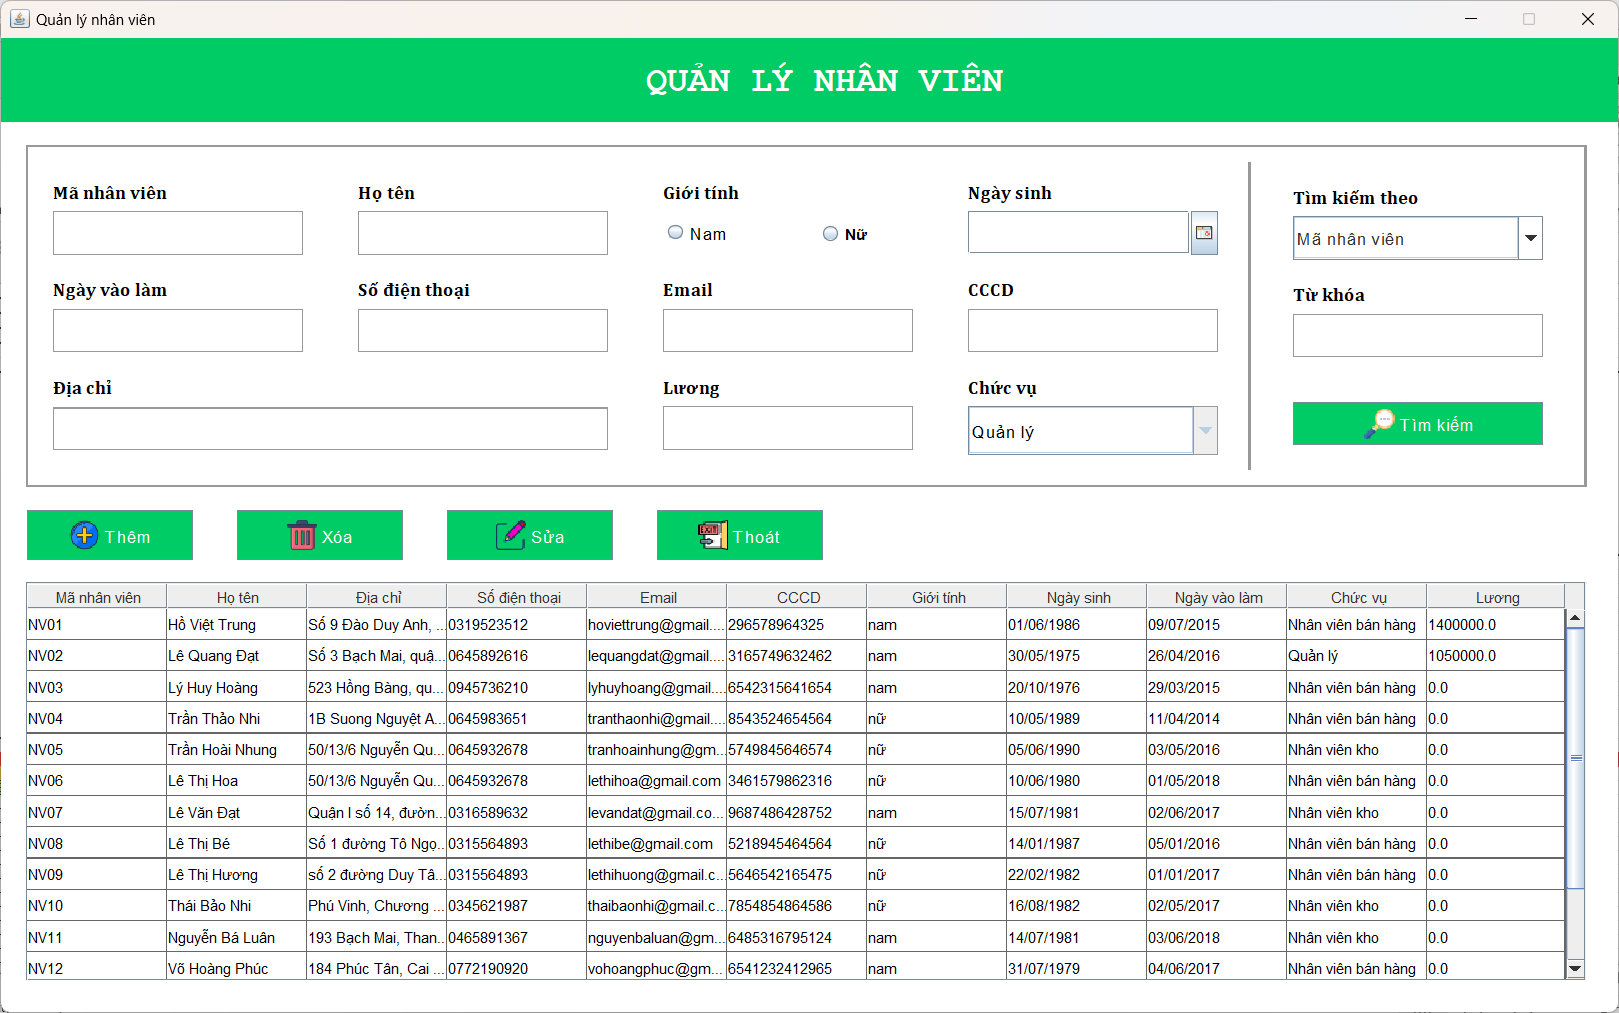 Quản lý nhân viên
QUẢN LÝ NHÂN VIÊN
Mã nhân viên
Họ tên
Giới tính
Nam
Nữ
Ngày sinh
Ngày vào làm
Số điện thoại
Email
CCCD
Địa chỉ
Lương
Chức vụ
Quản lý
Tìm kiếm theo
Mã nhân viên
Từ khóa
Tìm kiếm
Thêm
Xóa
Sửa
EXIT
Thoát
Mã nhân viên Họ tên Địa chỉ Số điện thoại Email CCCD Giới tính Ngày sinh Ngày vào làm Chức vụ Lương
NV01 Hồ Việt Trung Số 9 Đào Duy Anh, ... 0319523512 hoviettrung@gmail.... 296578964325 nam 01/06/1986 09/07/2015 Nhân viên bán hàng 1400000.0
NV02 Lê Quang Đạt Số 3 Bạch Mai, quậ... 0645892616 lequangdat@gmail.... 3165749632462 nam 30/05/1975 26/04/2016 Quản lý 1050000.0
NV03 Lý Huy Hoàng 523 Hồng Bàng, qu... 0945736210 lyhuyhoang@gmail.... 6542315641654 nam 20/10/1976 29/03/2015 Nhân viên bán hàng 0.0
NV04 Trần Thảo Nhi 1B Suong Nguyệt A... 0645983651 tranthaonhi@gmail.... 8543524654564 nữ 10/05/1989 11/04/2014 Nhân viên bán hàng 0.0
NV05 Trần Hoài Nhung 50/13/6 Nguyễn Qu... 0645932678 tranhoainhung@gm... 5749845646574 nữ 05/06/1990 03/05/2016 Nhân viên kho 0.0
NV06 Lê Thị Hoa 50/13/6 Nguyễn Qu... 0645932678 lethihoa@gmail.com 3461579862316 nữ 10/06/1980 01/05/2018 Nhân viên bán hàng 0.0
NV07 Lê Văn Đạt Quận I số 14, đườn... 0316589632 levandat@gmail.co... 9687486428752 nam 15/07/1981 02/06/2017 Nhân viên kho 0.0
NV08 Lê Thị Bé Số 1 đường Tô Ngọ... 0315564893 lethibe@gmail.com 5218945464564 nữ 14/01/1987 05/01/2016 Nhân viên bán hàng 0.0
NV09 Lê Thị Hương số 2 đường Duy Tâ... 0315564893 lethihuong@gmail.c... 5646542165475 nữ 22/02/1982 01/01/2017 Nhân viên bán hàng 0.0
NV10 Thái Bảo Nhi Phú Vinh, Chương ... 0345621987 thaibaonhi@gmail.c... 7854854864586 nữ 16/08/1982 02/05/2017 Nhân viên kho 0.0
NV11 Nguyễn Bá Luân 193 Bạch Mai, Than... 0465891367 nguyenbaluan@gm... 6485316795124 nam 14/07/1981 03/06/2018 Nhân viên kho 0.0
NV12 Võ Hoàng Phúc 184 Phúc Tân, Cai ... 0772190920 vohoangphuc@gm... 6541232412965 nam 31/07/1979 04/06/2017 Nhân viên bán hàng 0.0